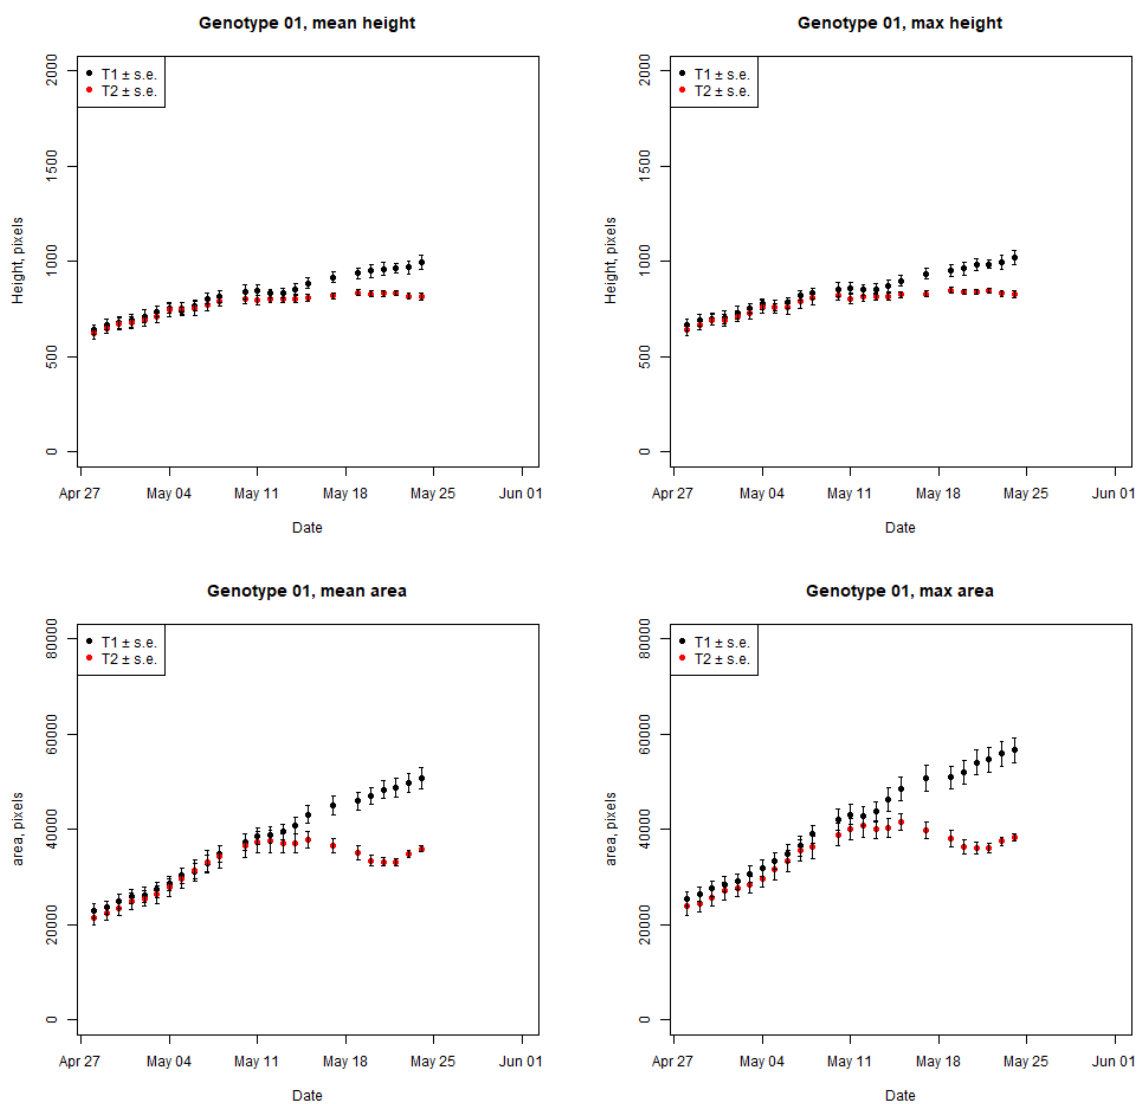 Genotype 01, mean height
T1 ± s.e.
T2 ± s.e.
Height, pixels
2000
1500
1000
500
0
Apr 27 May 04 May 11 May 18 May 25 Jun 01
Date
Genotype 01, max height
T1 ± s.e.
T2 ± s.e.
Height, pixels
2000
1500
1000
500
0
Apr 27 May 04 May 11 May 18 May 25 Jun 01
Date
Genotype 01, mean area
T1 ± s.e.
T2 ± s.e.
area, pixels
80000
60000
40000
20000
0
Apr 27 May 04 May 11 May 18 May 25 Jun 01
Date
Genotype 01, max area
T1 ± s.e.
T2 ± s.e.
area, pixels
80000
60000
40000
20000
0
Apr 27 May 04 May 11 May 18 May 25 Jun 01
Date